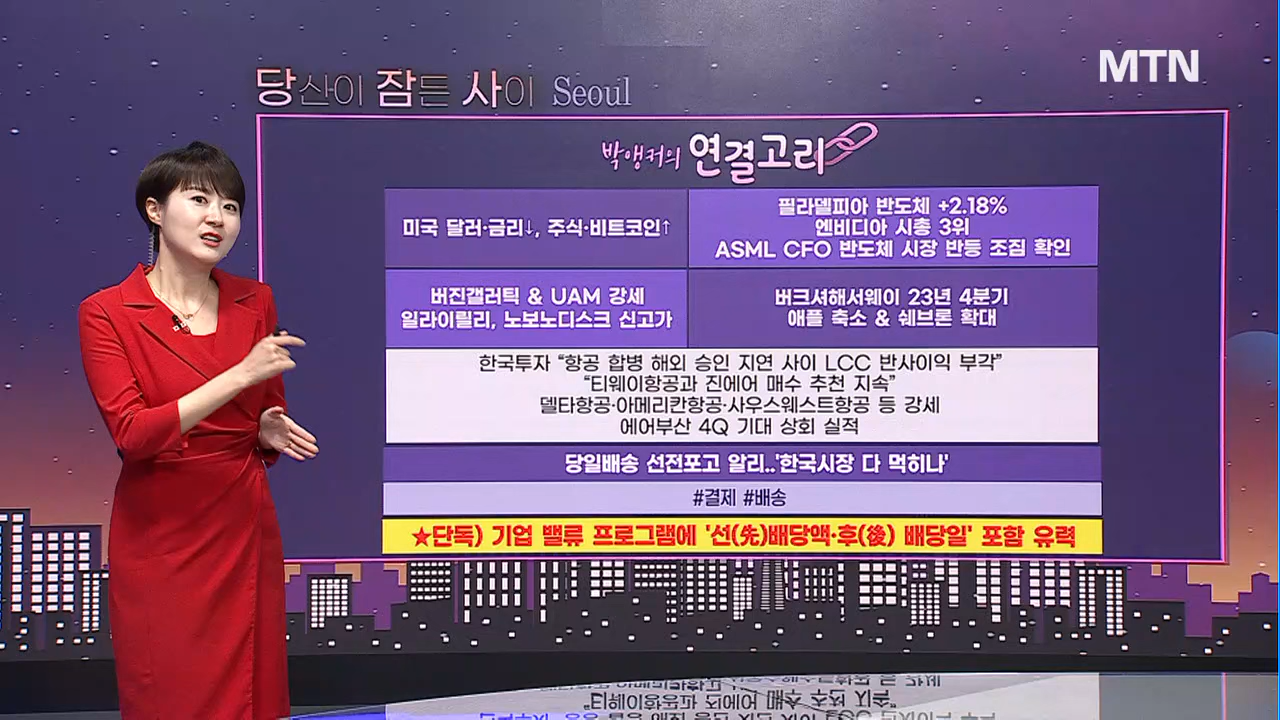 MTN
당산이 잠든 사이 Seoul
박앵커의 연결고리
미국 달러·금리↓, 주식·비트코인↑
필라델피아 반도체 +2.18%
엔비디아 시총 3위
ASML CFO 반도체 시장 반등 조짐 확인
버진갤러틱 & UAM 강세
일라이릴리, 노보노디스크 신고가
버크셔해서웨이 23년 4분기
애플 축소 & 쉐브론 확대
한국투자 “항공 합병 해외 승인 지연 사이 LCC 반사이익 부각”
“티웨이항공과 진에어 매수 추천 지속”
델타항공·아메리칸항공·사우스웨스트항공 등 강세
에어부산 4Q 기대 상회 실적
당일배송 선전포고 알리..'한국시장 다 먹히나'
#결제 #배송
★단독) 기업 밸류 프로그램에 '선(先)배당액·후(後) 배당일' 포함 유력